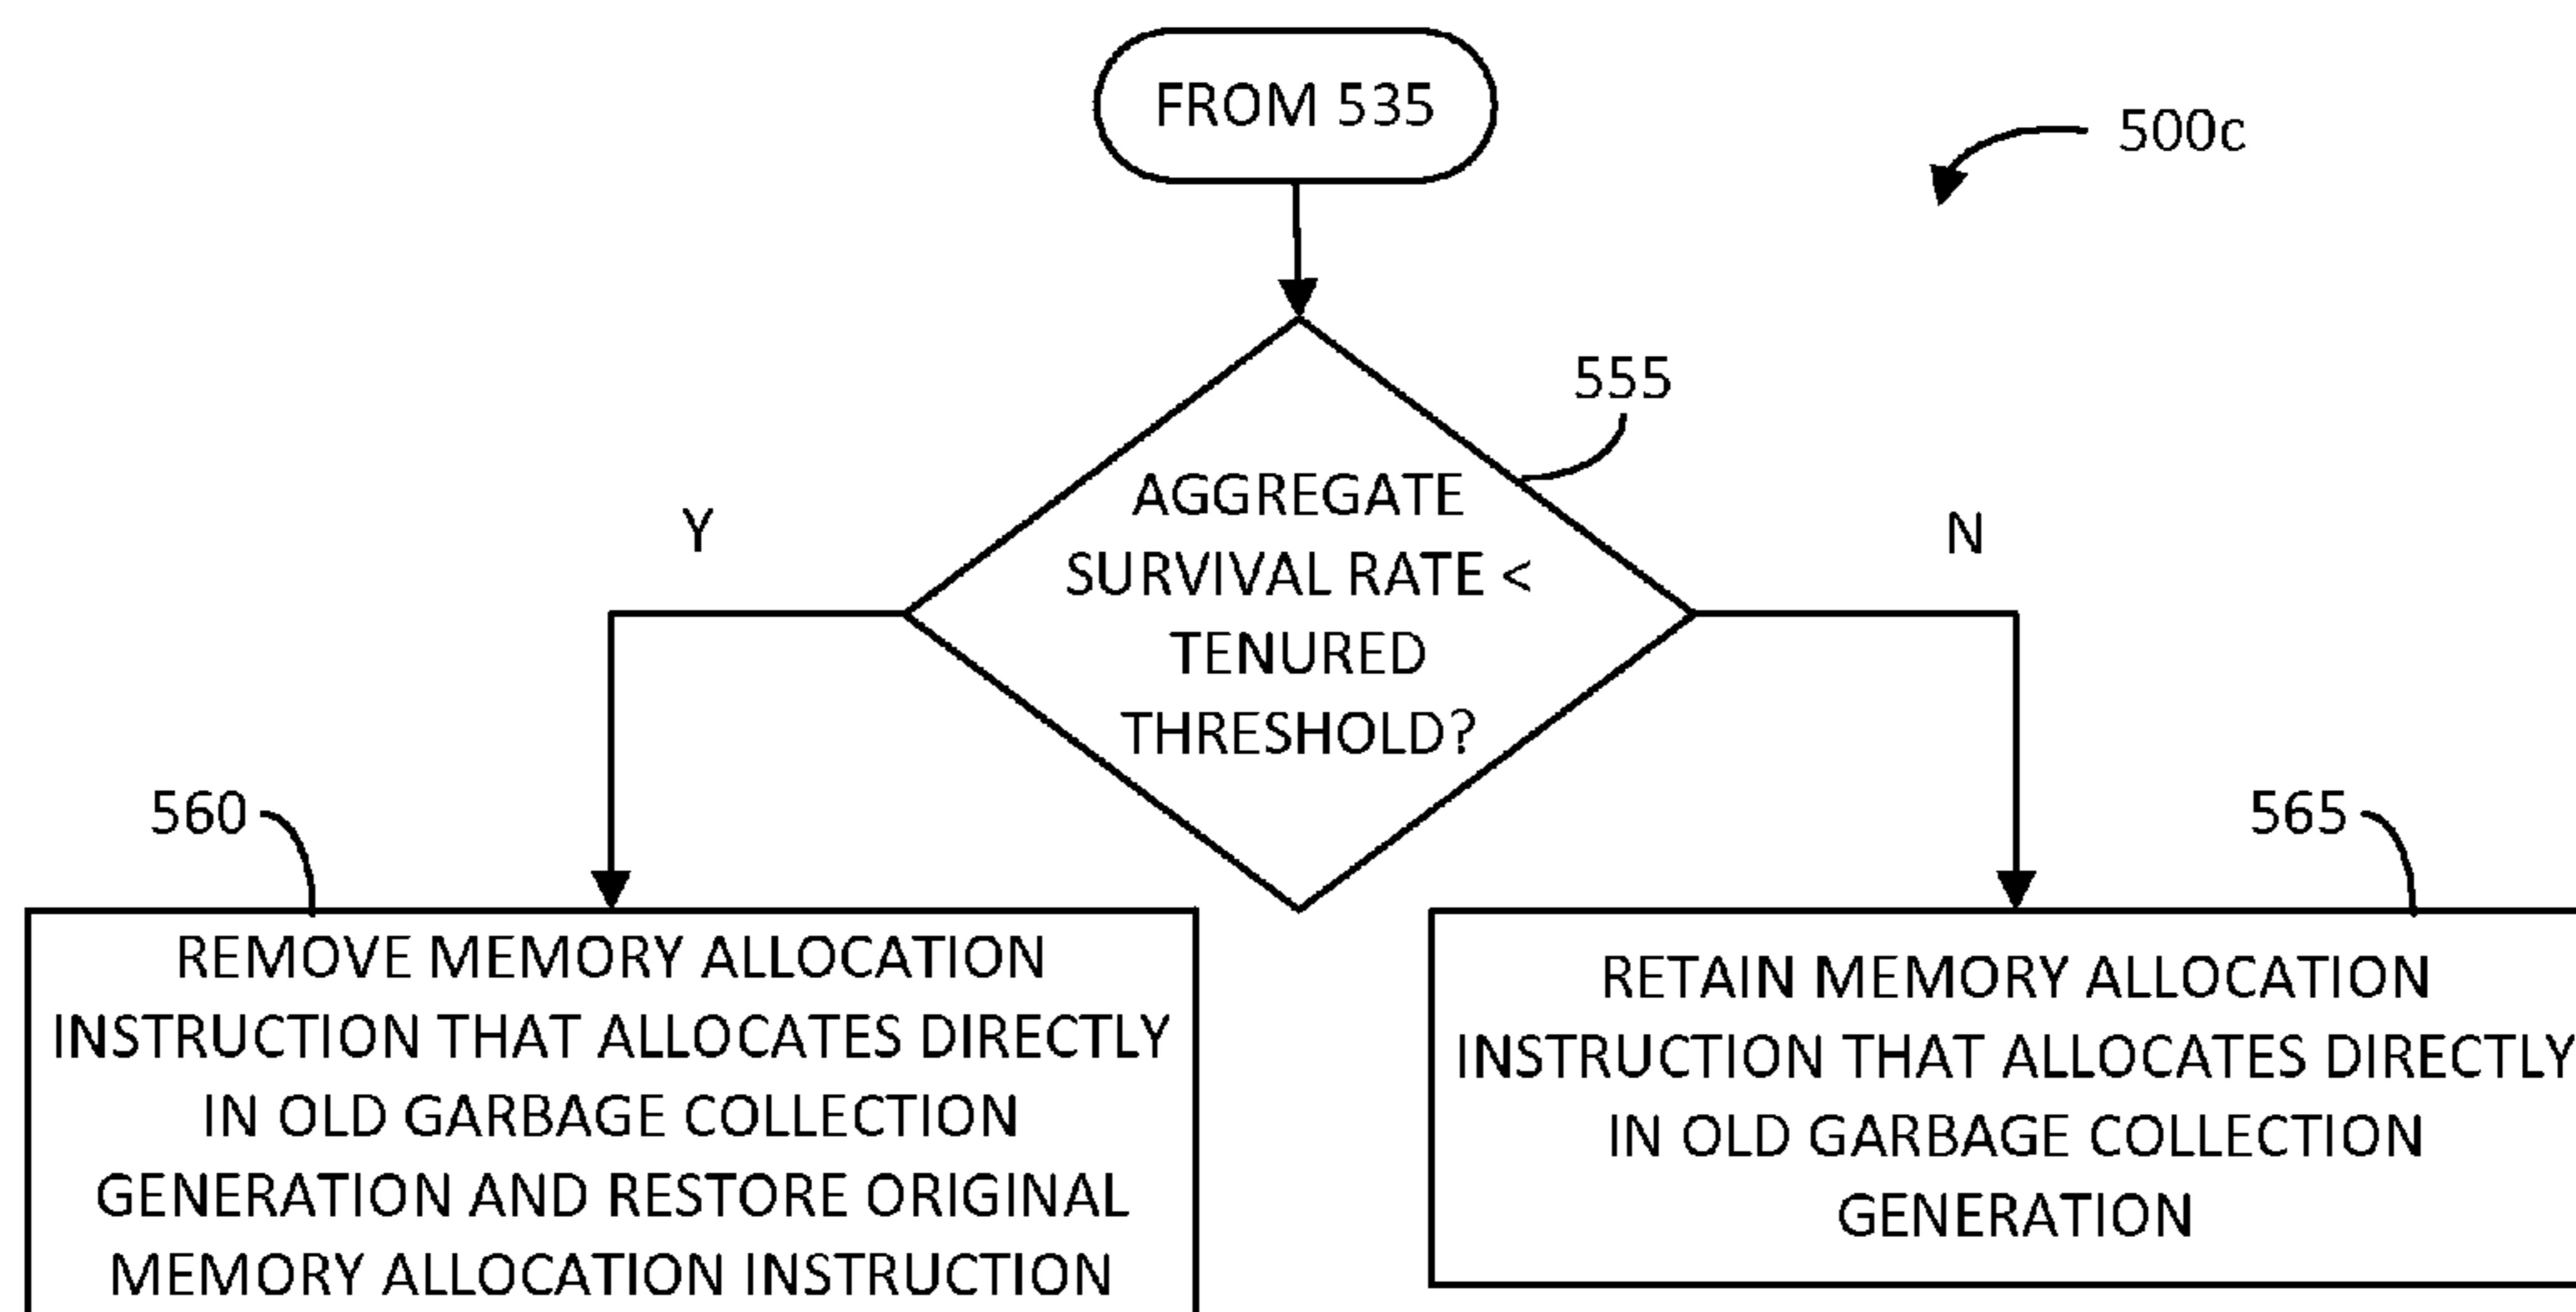 FROM 535
500c
555
AGGREGATE
SURVIVAL RATE <
TENURED
THRESHOLD?
Y
N
560
REMOVE MEMORY ALLOCATION
INSTRUCTION THAT ALLOCATES DIRECTLY
IN OLD GARBAGE COLLECTION
GENERATION AND RESTORE ORIGINAL
MEMORY ALLOCATION INSTRUCTION
565
RETAIN MEMORY ALLOCATION
INSTRUCTION THAT ALLOCATES DIRECTLY
IN OLD GARBAGE COLLECTION
GENERATION